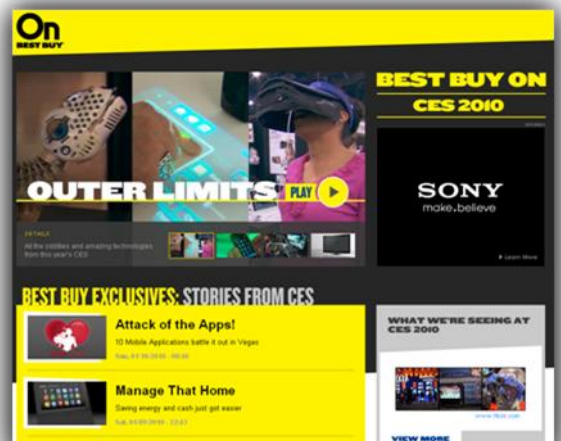 On
BEST BUY
BEST BUY ON
CES 2010
OUTER LIMITS PLAY
DETAILS
All the oddities and amazing technologies
from this year's CES
SONY
make.believe
Learn More
BEST BUY EXCLUSIVES: STORIES FROM CES
Attack of the Apps!
10 Mobile Applications battle it out in Vegas
Manage That Home
Saving energy and cash just got easier
WHAT WE'RE SEEING AT
CES 2010
www.flickr.com
VIEW MORE